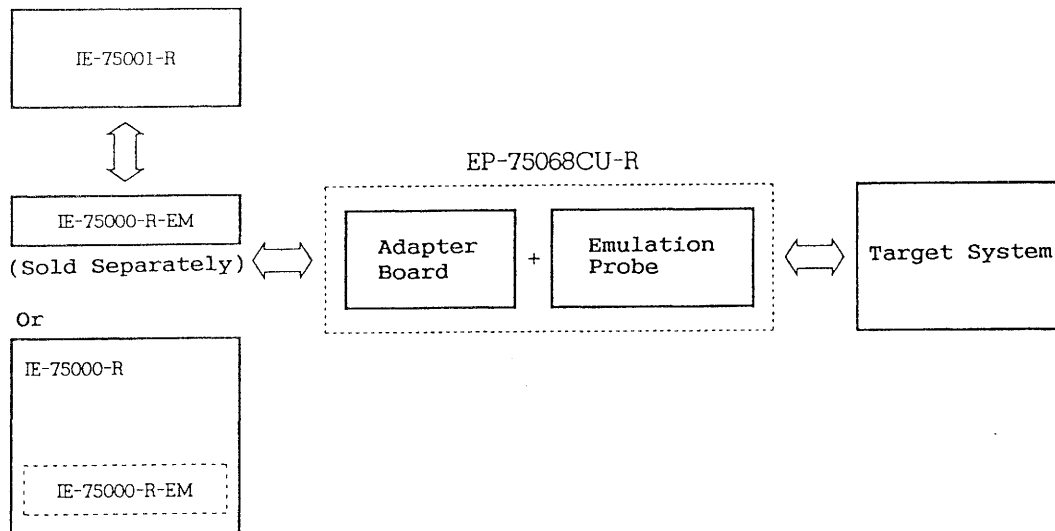 IE-75001-R
EP-75068CU-R
IE-75000-R-EM
(Sold Separately)
Adapter
Board
+
Emulation
Probe
Target System
Or
IE-75000-R
IE-75000-R-EM